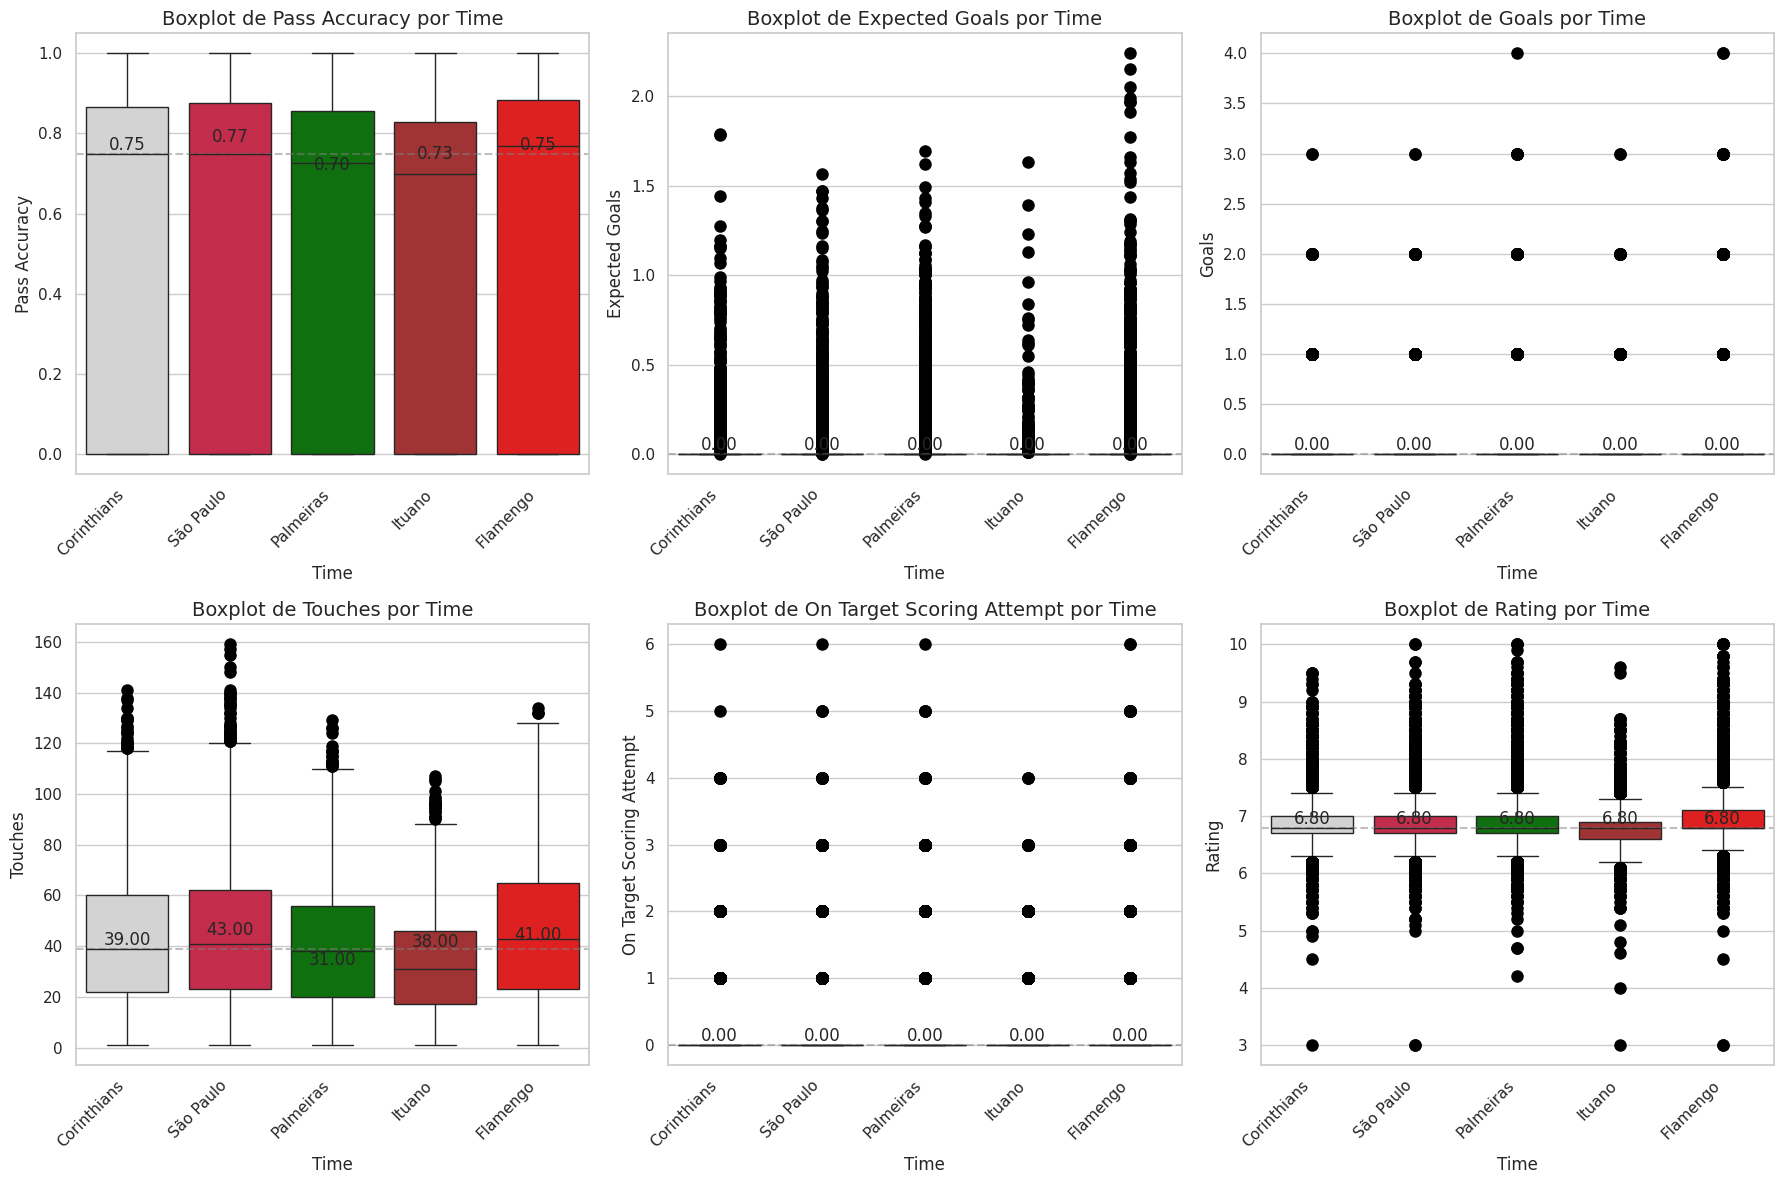 Boxplot de Pass Accuracy por Time
Pass Accuracy
1.0
0.8
0.6
0.4
0.2
0.0
0.75
0.77
0.70
0.73
0.75
Corinthians
São Paulo
Palmeiras
Ituano
Flamengo
Time
Boxplot de Expected Goals por Time
Expected Goals
2.0
1.5
1.0
0.5
0.0
0.00
0.00
0.00
0.00
0.00
Corinthians
São Paulo
Palmeiras
Ituano
Flamengo
Time
Boxplot de Goals por Time
Goals
4.0
3.5
3.0
2.5
2.0
1.5
1.0
0.5
0.0
0.00
0.00
0.00
0.00
0.00
Corinthians
São Paulo
Palmeiras
Ituano
Flamengo
Time
Boxplot de Touches por Time
Touches
160
140
120
100
80
60
40
20
0
39.00
43.00
31.00
38.00
41.00
Corinthians
São Paulo
Palmeiras
Ituano
Flamengo
Time
Boxplot de On Target Scoring Attempt por Time
On Target Scoring Attempt
6
5
4
3
2
1
0
0.00
0.00
0.00
0.00
0.00
Corinthians
São Paulo
Palmeiras
Ituano
Flamengo
Time
Boxplot de Rating por Time
Rating
10
9
8
7
6
5
4
3
6.80
6.80
6.80
6.80
6.80
Corinthians
São Paulo
Palmeiras
Ituano
Flamengo
Time